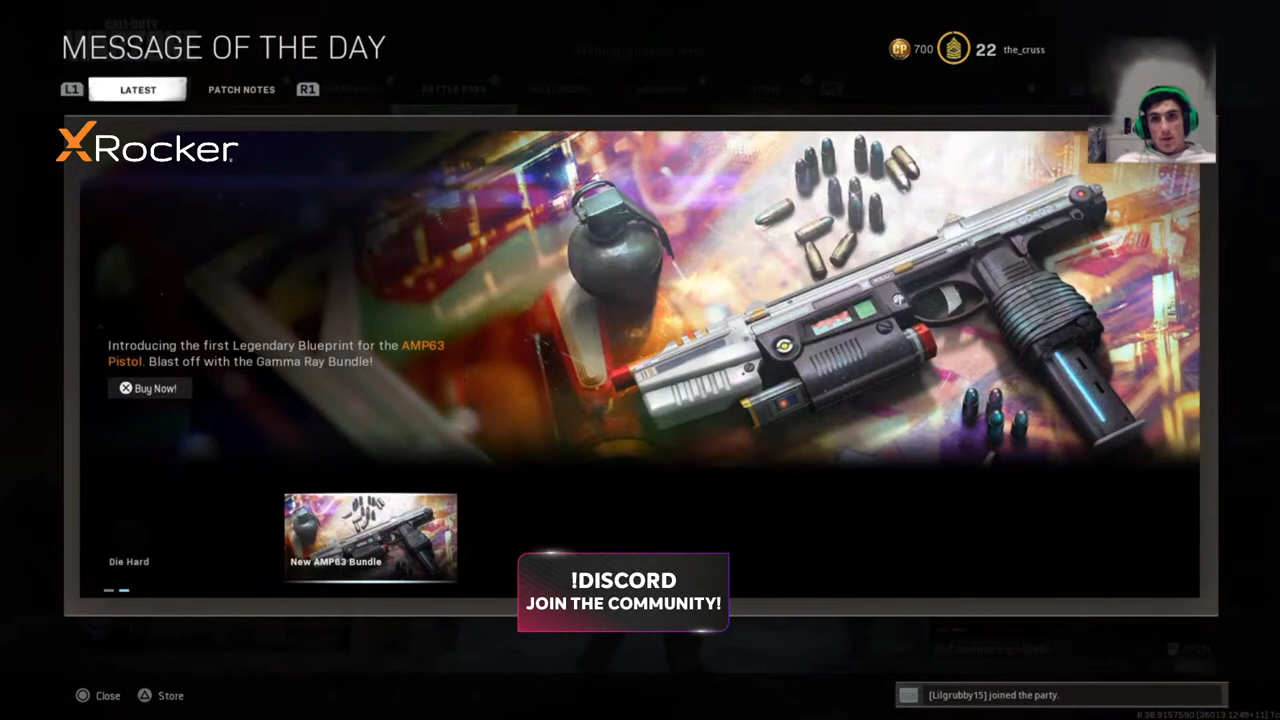 MESSAGE OF THE DAY
CP 700 22 the_cruss
L1 LATEST PATCH NOTES R1
XRocker
Introducing the first Legendary Blueprint for the AMP63
Pistol. Blast off with the Gamma Ray Bundle!
Buy Now!
Die Hard
New AMP63 Bundle
!DISCORD
JOIN THE COMMUNITY!
Close Store
[Lilgrubby15] joined the party.